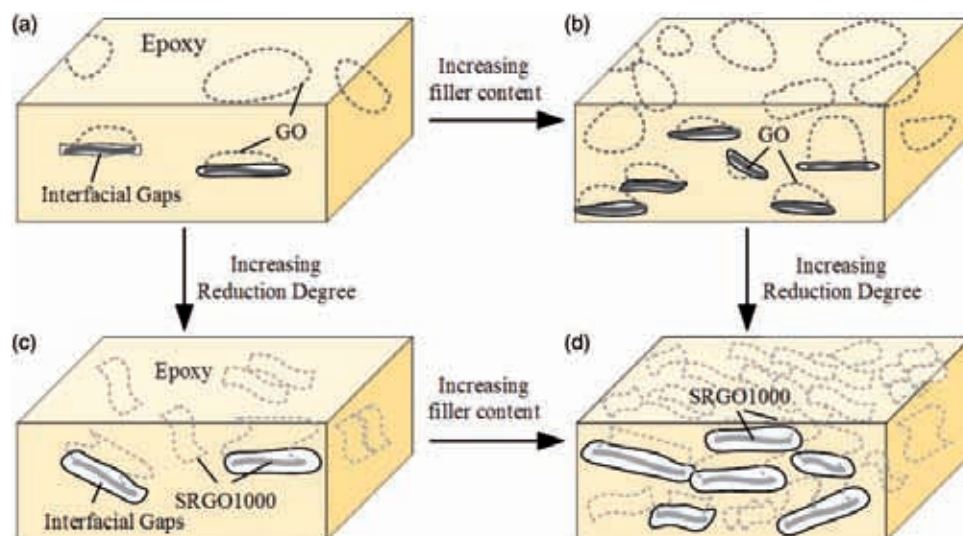 (a)
Epoxy
GO
Interfacial Gaps
Increasing
filler content
(b)
GO
Increasing
Reduction Degree
Increasing
Reduction Degree
(c)
Epoxy
SRGO1000
Interfacial Gaps
Increasing
filler content
(d)
SRGO1000